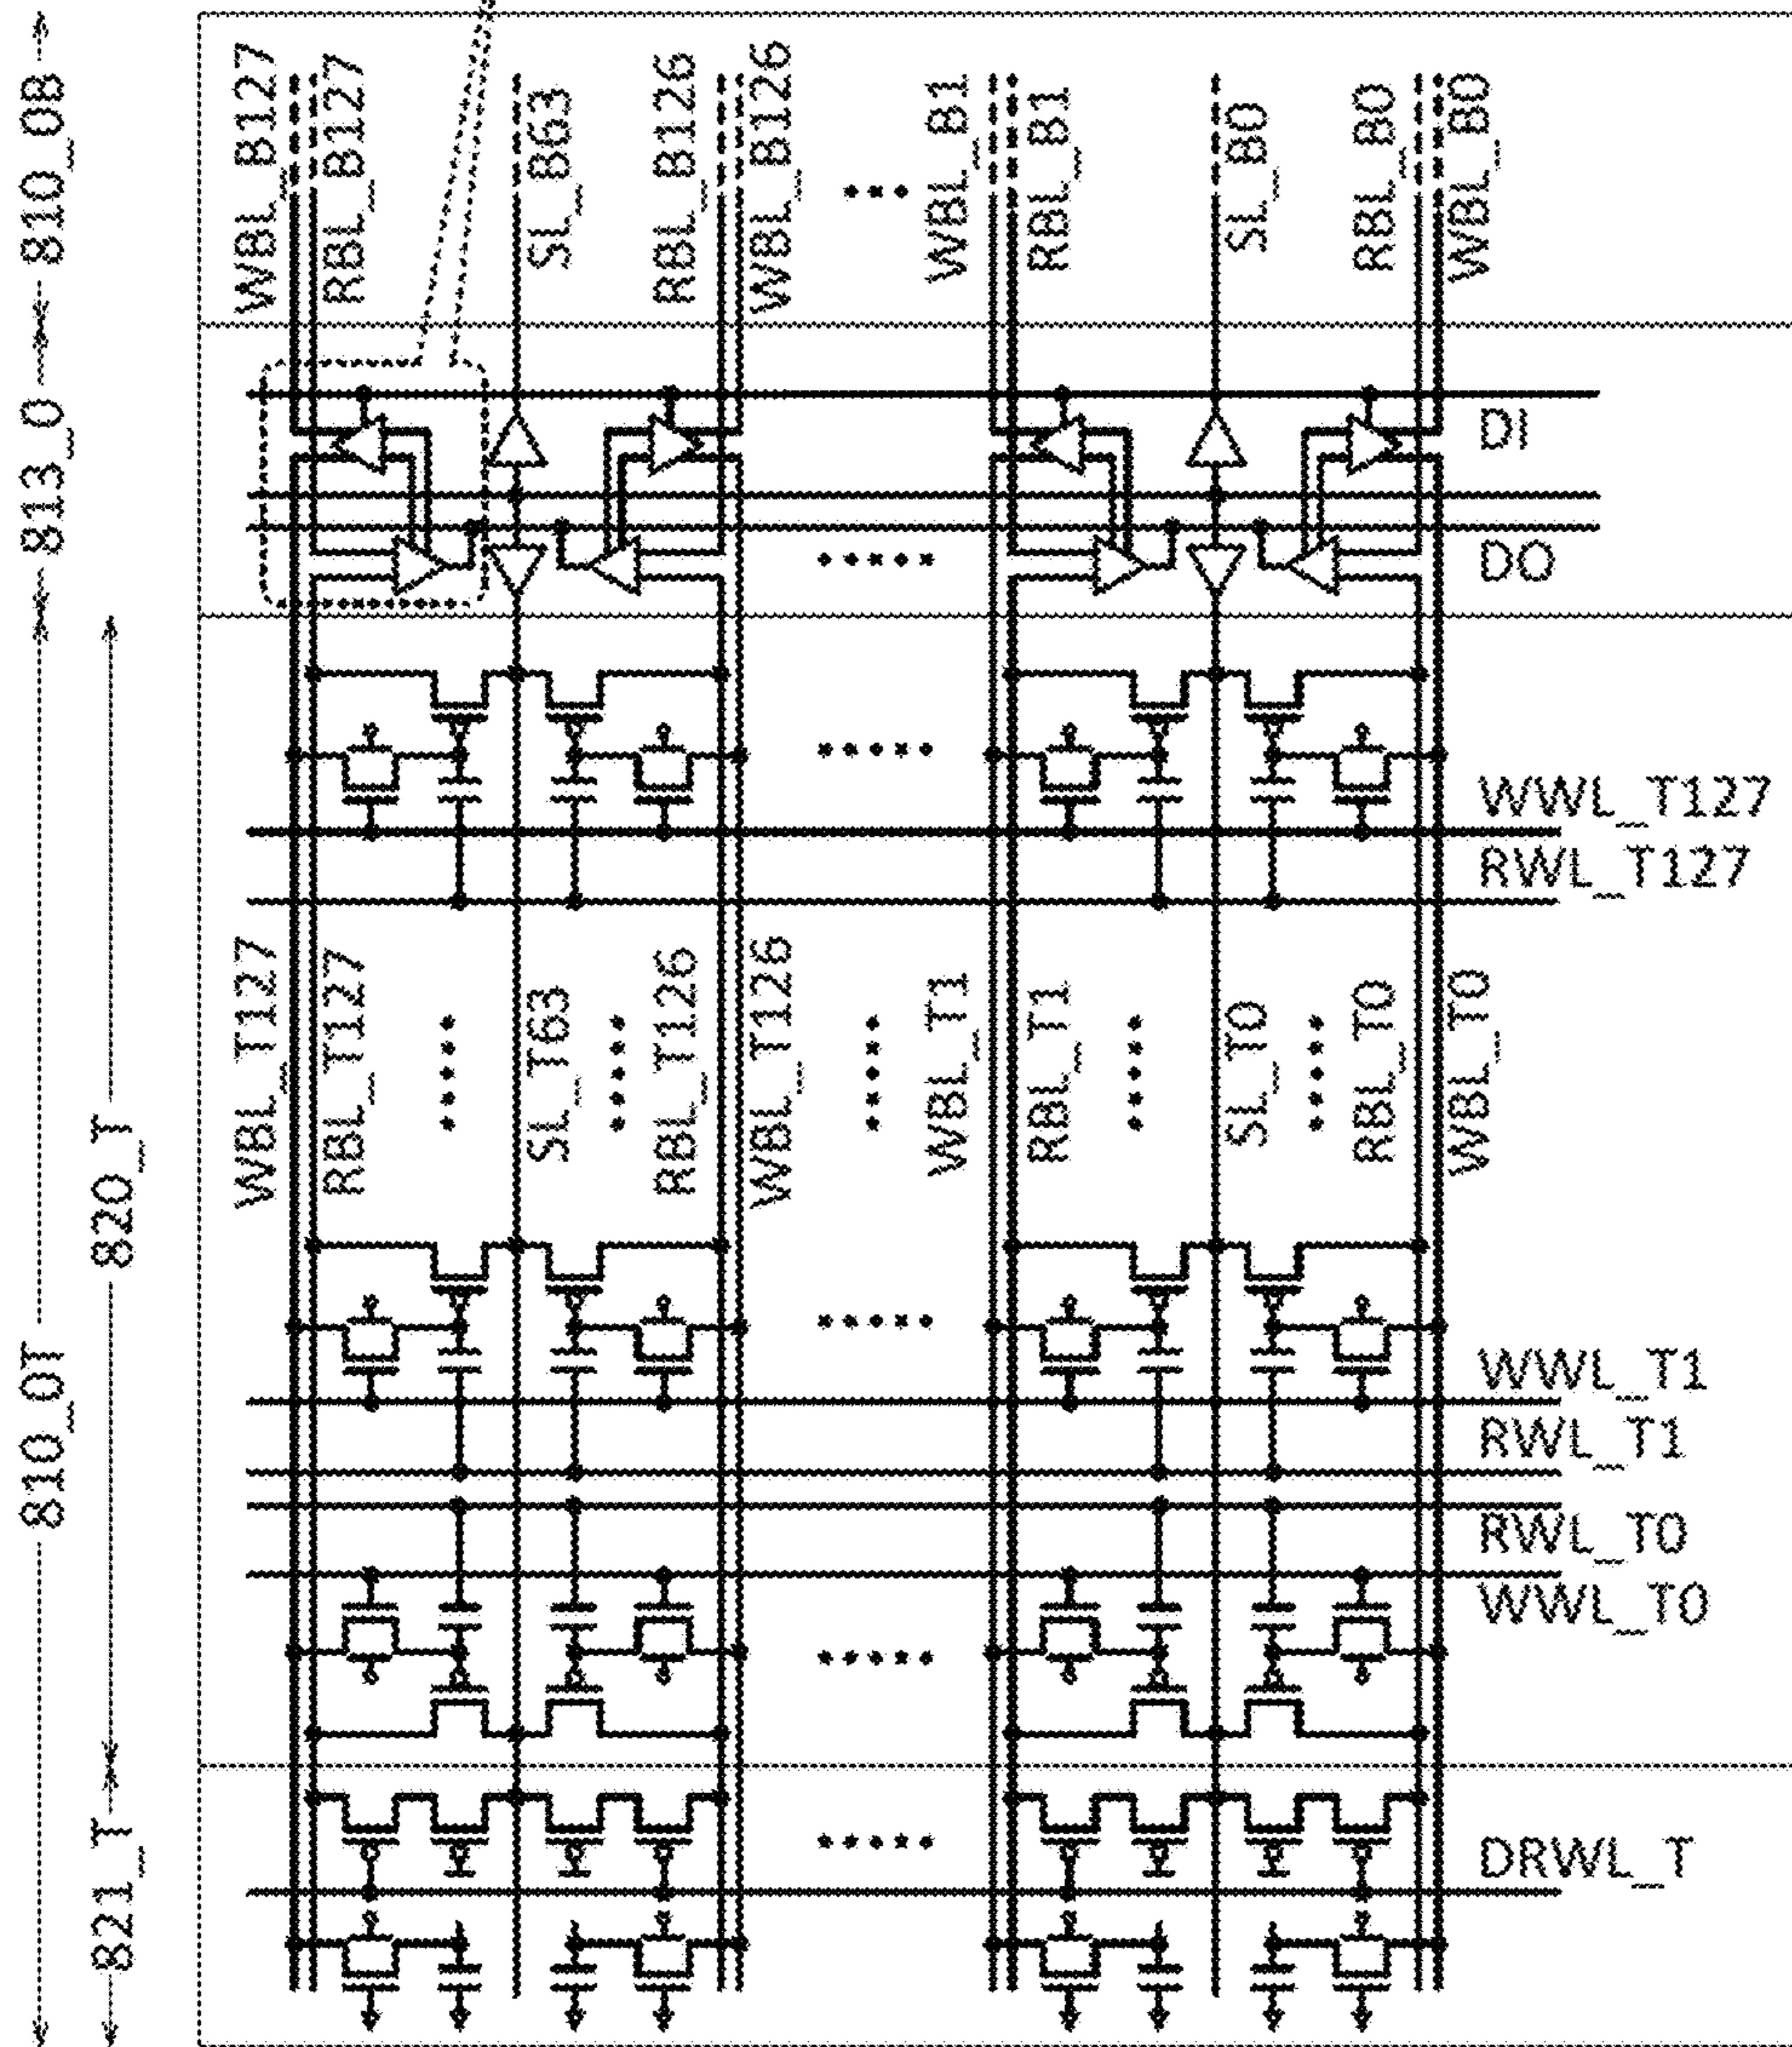 810_0B
813_0
810_0T
820_T
821_T
WBL_B127
RBL_B127
SL_B63
RBL_B126
WBL_B126
WBL_B1
RBL_B1
SL_B0
RBL_B0
WBL_B0
DI
DO
WWL_T127
RWL_T127
WBL_T127
RBL_T127
SL_T63
RBL_T126
WBL_T126
WBL_T1
RBL_T1
SL_T0
RBL_T0
WBL_T0
WWL_T1
RWL_T1
RWL_T0
WWL_T0
DRWL_T